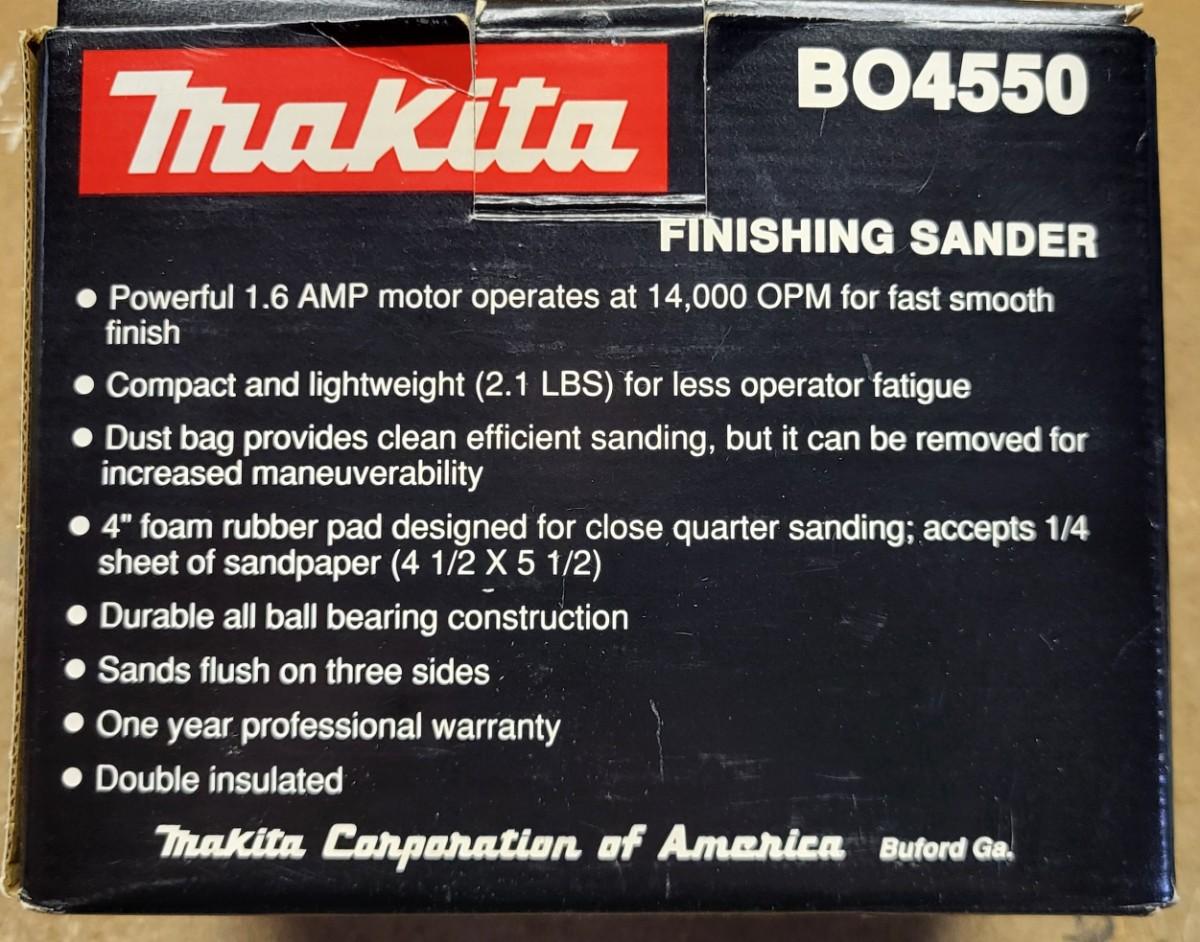 Makita
BO4550
FINISHING SANDER
● Powerful 1.6 AMP motor operates at 14,000 OPM for fast smooth
finish
● Compact and lightweight (2.1 LBS) for less operator fatigue
● Dust bag provides clean efficient sanding, but it can be removed for
increased maneuverability
● 4" foam rubber pad designed for close quarter sanding; accepts 1/4
sheet of sandpaper (4 1/2 X 5 1/2)
● Durable all ball bearing construction
● Sands flush on three sides
● One year professional warranty
● Double insulated
Makita Corporation of America Buford Ga.